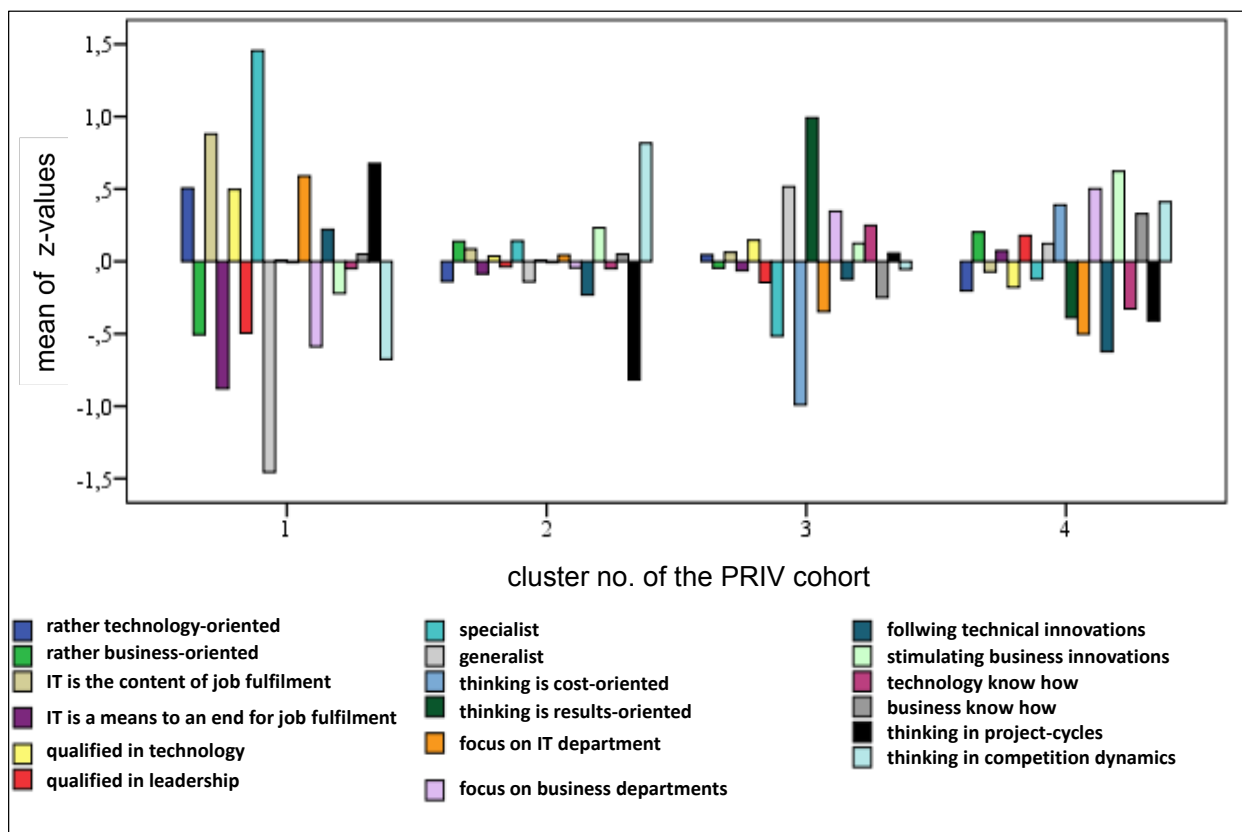 1,5
1,0
,5
,0
-,5
-1,0
-1,5
mean of z-values
1
2
3
4
cluster no. of the PRIV cohort
rather technology-oriented
rather business-oriented
IT is the content of job fulfilment
IT is a means to an end for job fulfilment
qualified in technology
qualified in leadership
specialist
generalist
thinking is cost-oriented
thinking is results-oriented
focus on IT department
focus on business departments
follwing technical innovations
stimulating business innovations
technology know how
business know how
thinking in project-cycles
thinking in competition dynamics